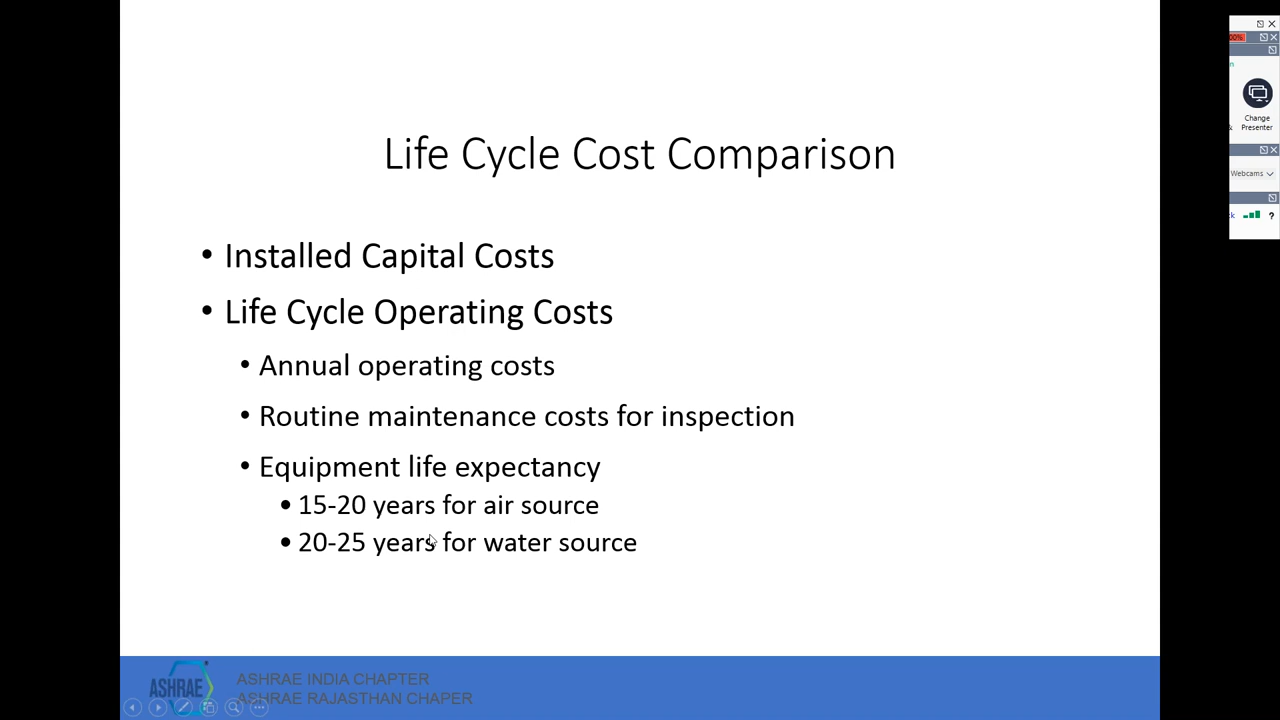 Life Cycle Cost Comparison
• Installed Capital Costs
• Life Cycle Operating Costs
• Annual operating costs
• Routine maintenance costs for inspection
• Equipment life expectancy
• 15-20 years for air source
• 20-25 years for water source
ASHRAE
ASHRAE INDIA CHAPTER
ASHRAE RAJASTHAN CHAPER
00%
n
Change
& Presenter
Webcams
k
?